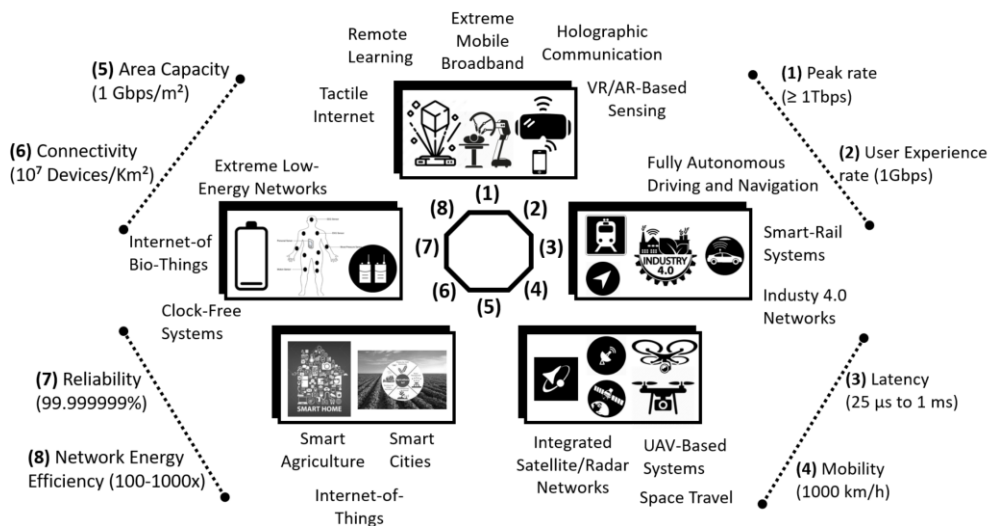 Remote
Learning
Extreme
Mobile
Broadband
Holographic
Communication
(5) Area Capacity
(1 Gbps/m²)
Tactile
Internet
VR/AR-Based
Sensing
(1) Peak rate
(≥ 1Tbps)
(6) Connectivity
(10⁷ Devices/Km²)
Extreme Low-
Energy Networks
Fully Autonomous
Driving and Navigation
(2) User Experience
rate (1Gbps)
(1)
(8)
(2)
(7)
(3)
(6)
(4)
(5)
Internet-of
Bio-Things
Clock-Free
Systems
INDUSTRY
4.0
Smart-Rail
Systems
Industy 4.0
Networks
(7) Reliability
(99.999999%)
(8) Network Energy
Efficiency (100-1000x)
SMART HOME
Smart
Agriculture
Smart
Cities
Internet-of-
Things
Integrated
Satellite/Radar
Networks
UAV-Based
Systems
Space Travel
(3) Latency
(25 µs to 1 ms)
(4) Mobility
(1000 km/h)